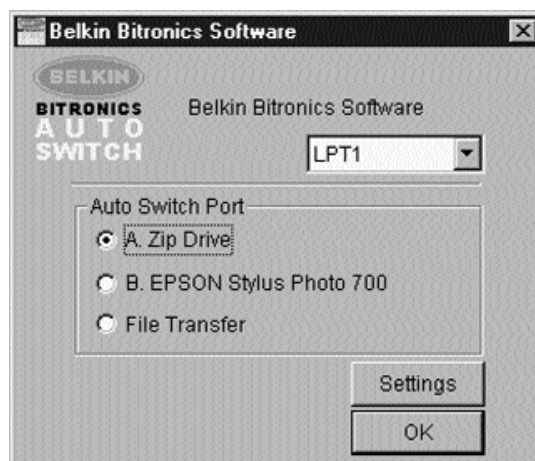 Belkin Bitronics Software
BELKIN
BITRONICS
AUTO
SWITCH
Belkin Bitronics Software
LPT1
Auto Switch Port
A. Zip Drive
B. EPSON Stylus Photo 700
File Transfer
Settings
OK